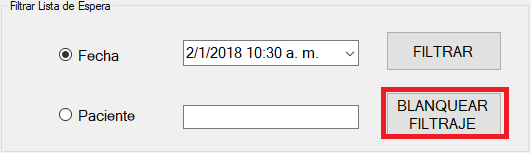 Filtrar Lista de Espera
Fecha
2/1/2018 10:30 a. m.
FILTRAR
Paciente
BLANQUEAR
FILTRAJE